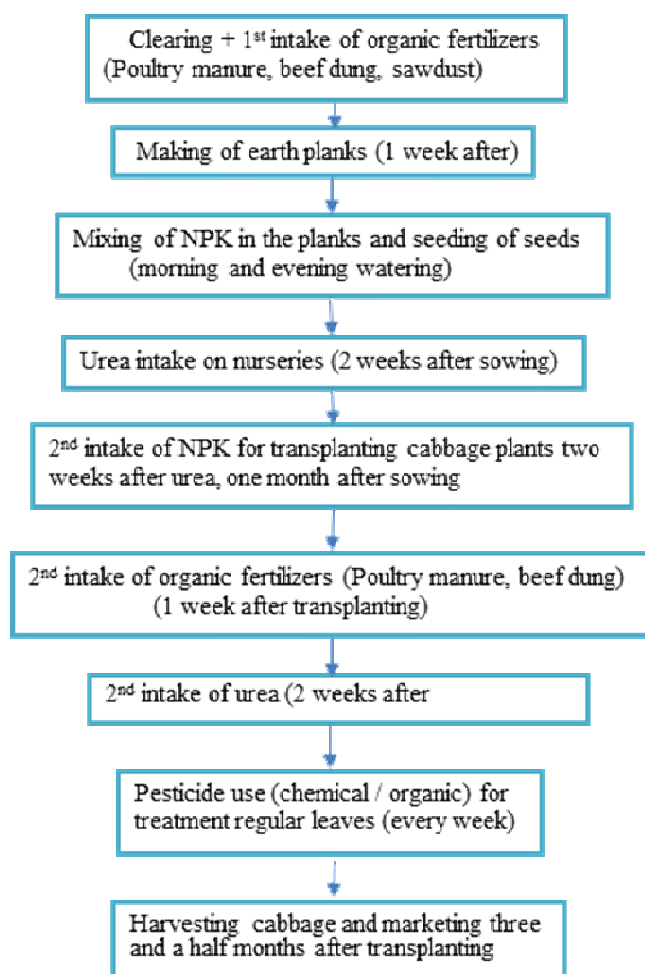 Clearing + 1st intake of organic fertilizers
(Poultry manure, beef dung, sawdust)
Making of earth planks (1 week after)
Mixing of NPK in the planks and seeding of seeds
(morning and evening watering)
Urea intake on nurseries (2 weeks after sowing)
2nd intake of NPK for transplanting cabbage plants two
weeks after urea, one month after sowing
2nd intake of organic fertilizers (Poultry manure, beef dung)
(1 week after transplanting)
2nd intake of urea (2 weeks after
Pesticide use (chemical / organic) for
treatment regular leaves (every week)
Harvesting cabbage and marketing three
and a half months after transplanting